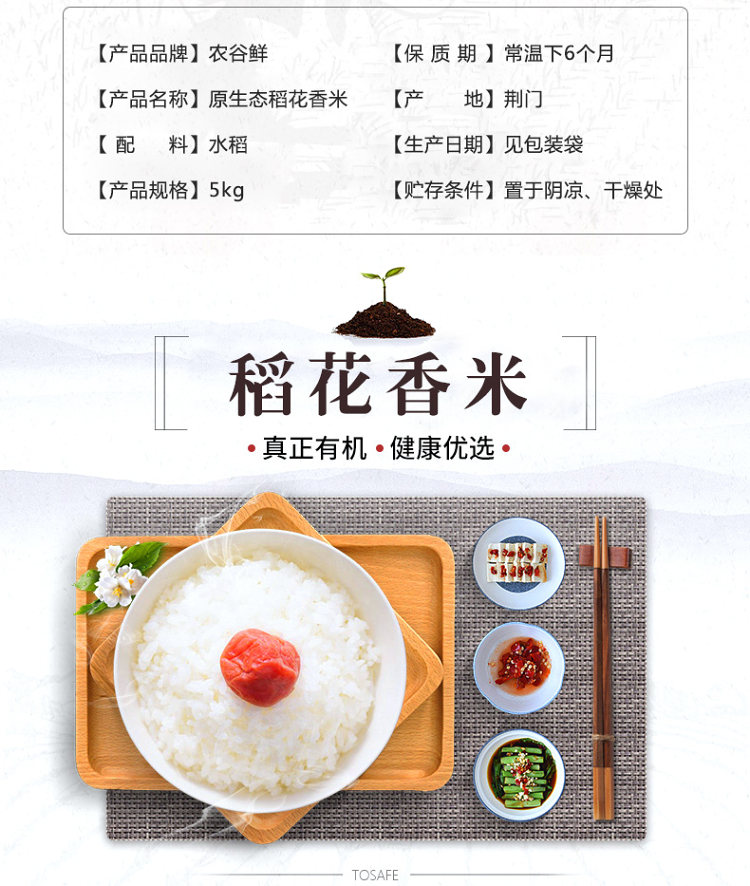 【产品品牌】农谷鲜 【保 质 期 】常温下6个月
【产品名称】原生态稻花香米 【产 地】荆门
【 配 料】水稻 【生产日期】见包装袋
【产品规格】5kg 【贮存条件】置于阴凉、干燥处
稻花香米
•真正有机 •健康优选•
TOSAFE